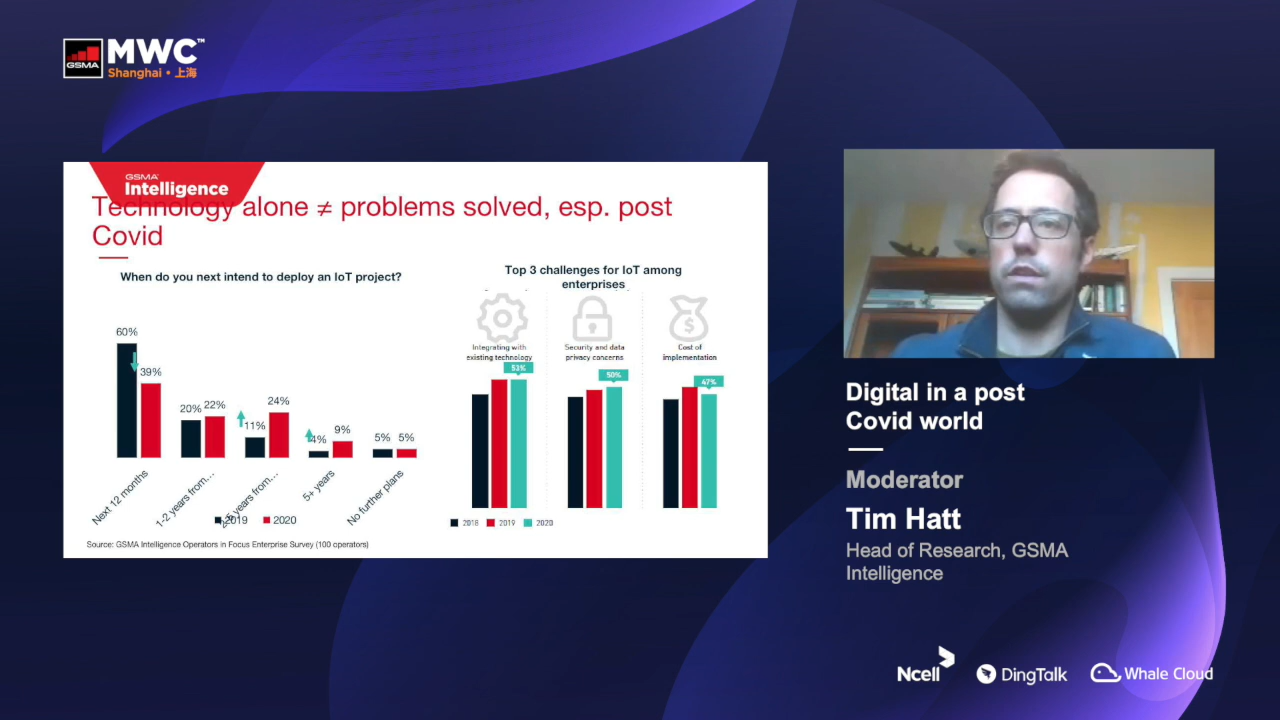 GSMA
MWC™
Shanghai • 上海
GSMA
Intelligence
Technology alone ≠ problems solved, esp. post
Covid
When do you next intend to deploy an IoT project?
60%
39%
20%
22%
11%
24%
4%
9%
5%
5%
Next 12 months
1-2 years from...
years from...
5+ years
No further plans
2019
2020
Source: GSMA Intelligence Operators in Focus Enterprise Survey (100 operators)
Top 3 challenges for IoT among
enterprises
Integrating with
existing technology
53%
Security and data
privacy concerns
50%
Cost of
implementation
47%
2018
2019
2020
Digital in a post
Covid world
Moderator
Tim Hatt
Head of Research, GSMA
Intelligence
Ncell
DingTalk
Whale Cloud